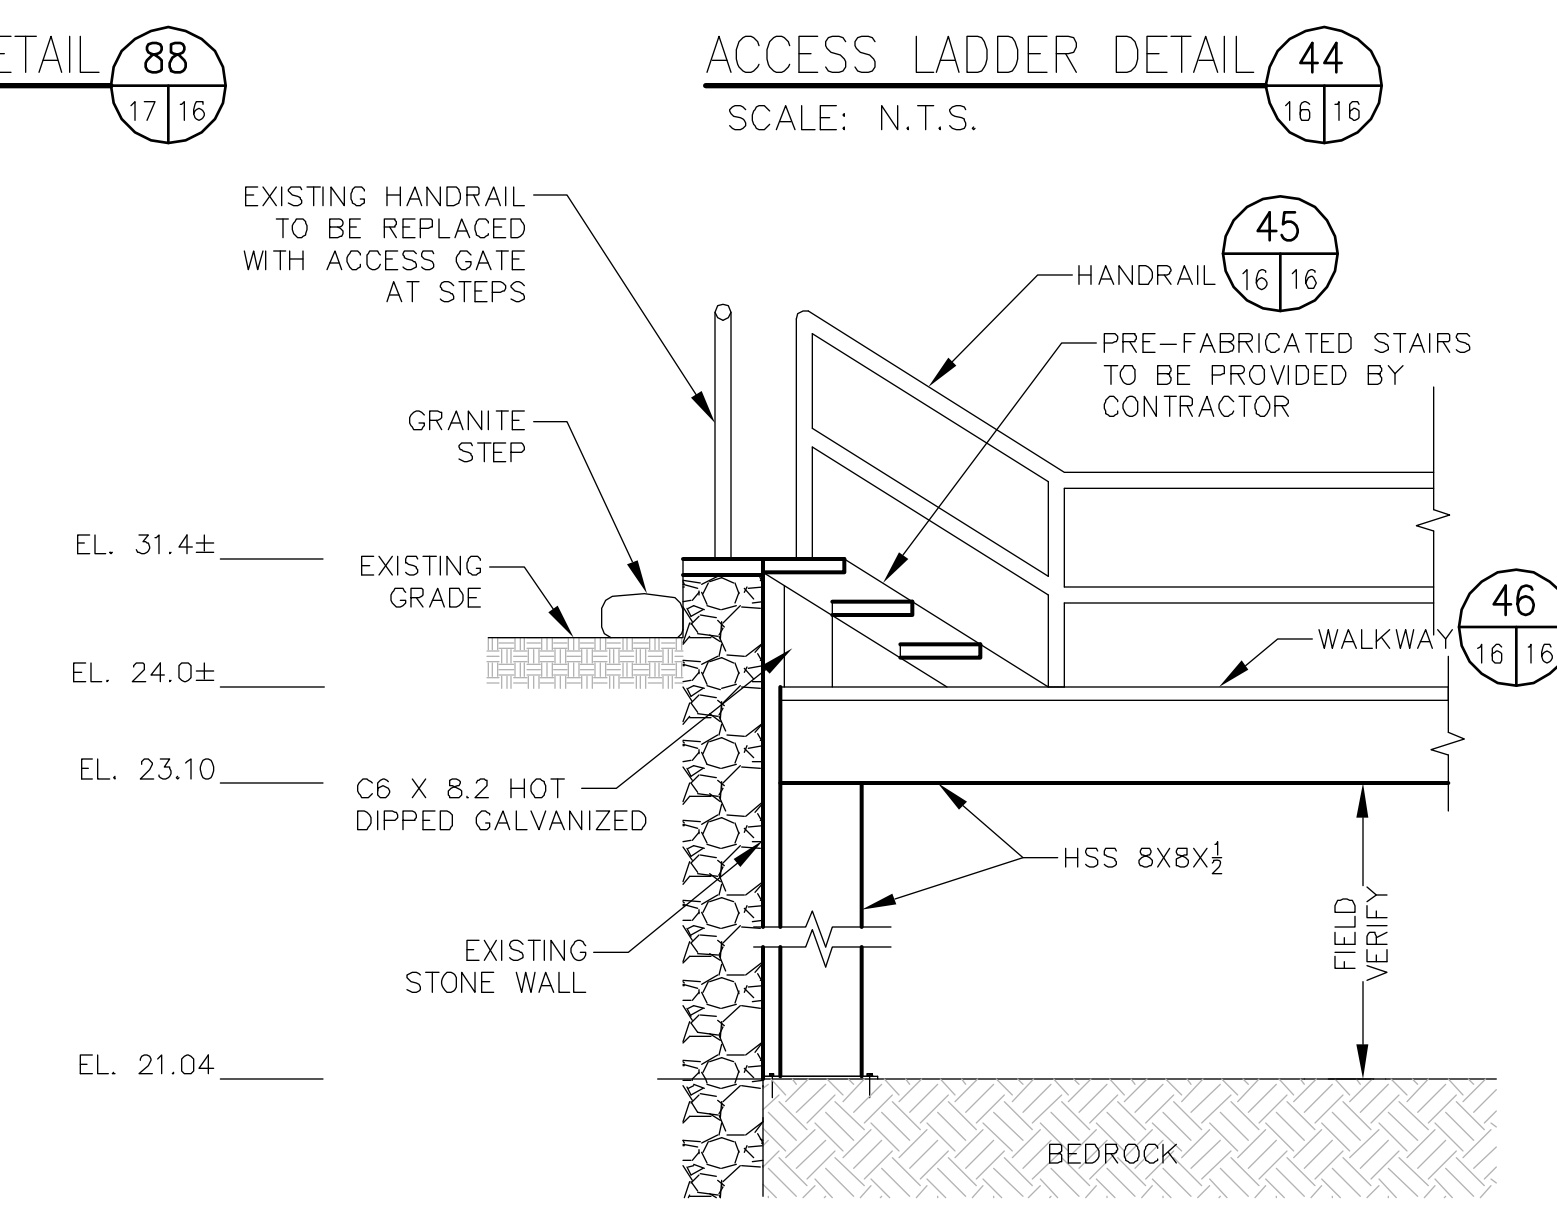 ETAIL
88
17 16
ACCESS LADDER DETAIL
44
16 16
SCALE: N.T.S.
EXISTING HANDRAIL
TO BE REPLACED
WITH ACCESS GATE
AT STEPS
45
16 16
HANDRAIL
PRE-FABRICATED STAIRS
TO BE PROVIDED BY
CONTRACTOR
GRANITE
STEP
EL. 31.4±
EXISTING
GRADE
46
16 16
WALKWAY
EL. 24.0±
EL. 23.10
C6 X 8.2 HOT
DIPPED GALVANIZED
HSS 8X8X½
FIELD
VERIFY
EXISTING
STONE WALL
EL. 21.04
BEDROCK